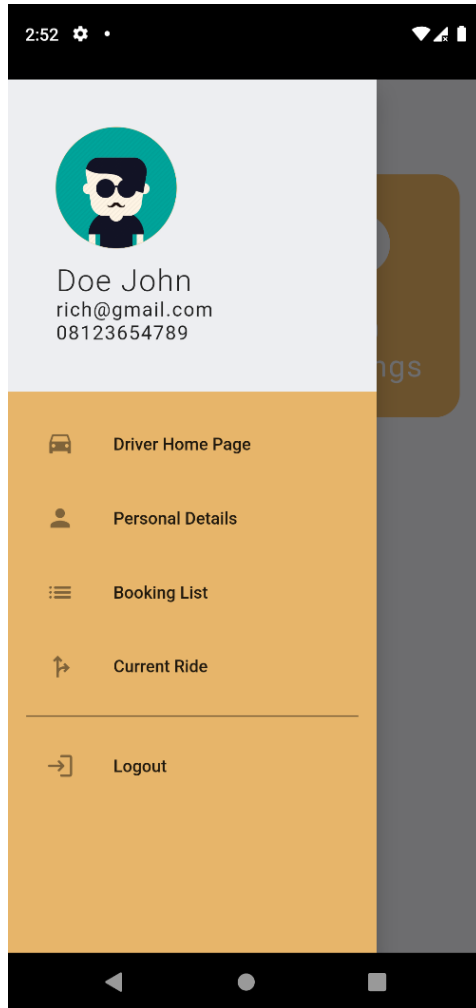 2:52
Doe John
rich@gmail.com
08123654789
ngs
Driver Home Page
Personal Details
Booking List
Current Ride
Logout